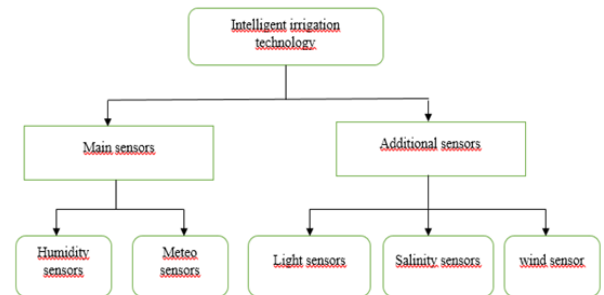 Intelligent irrigation
technology
Main sensors
Additional sensors
Humidity
sensors
Meteo
sensors
Light sensors
Salinity sensors
wind sensor